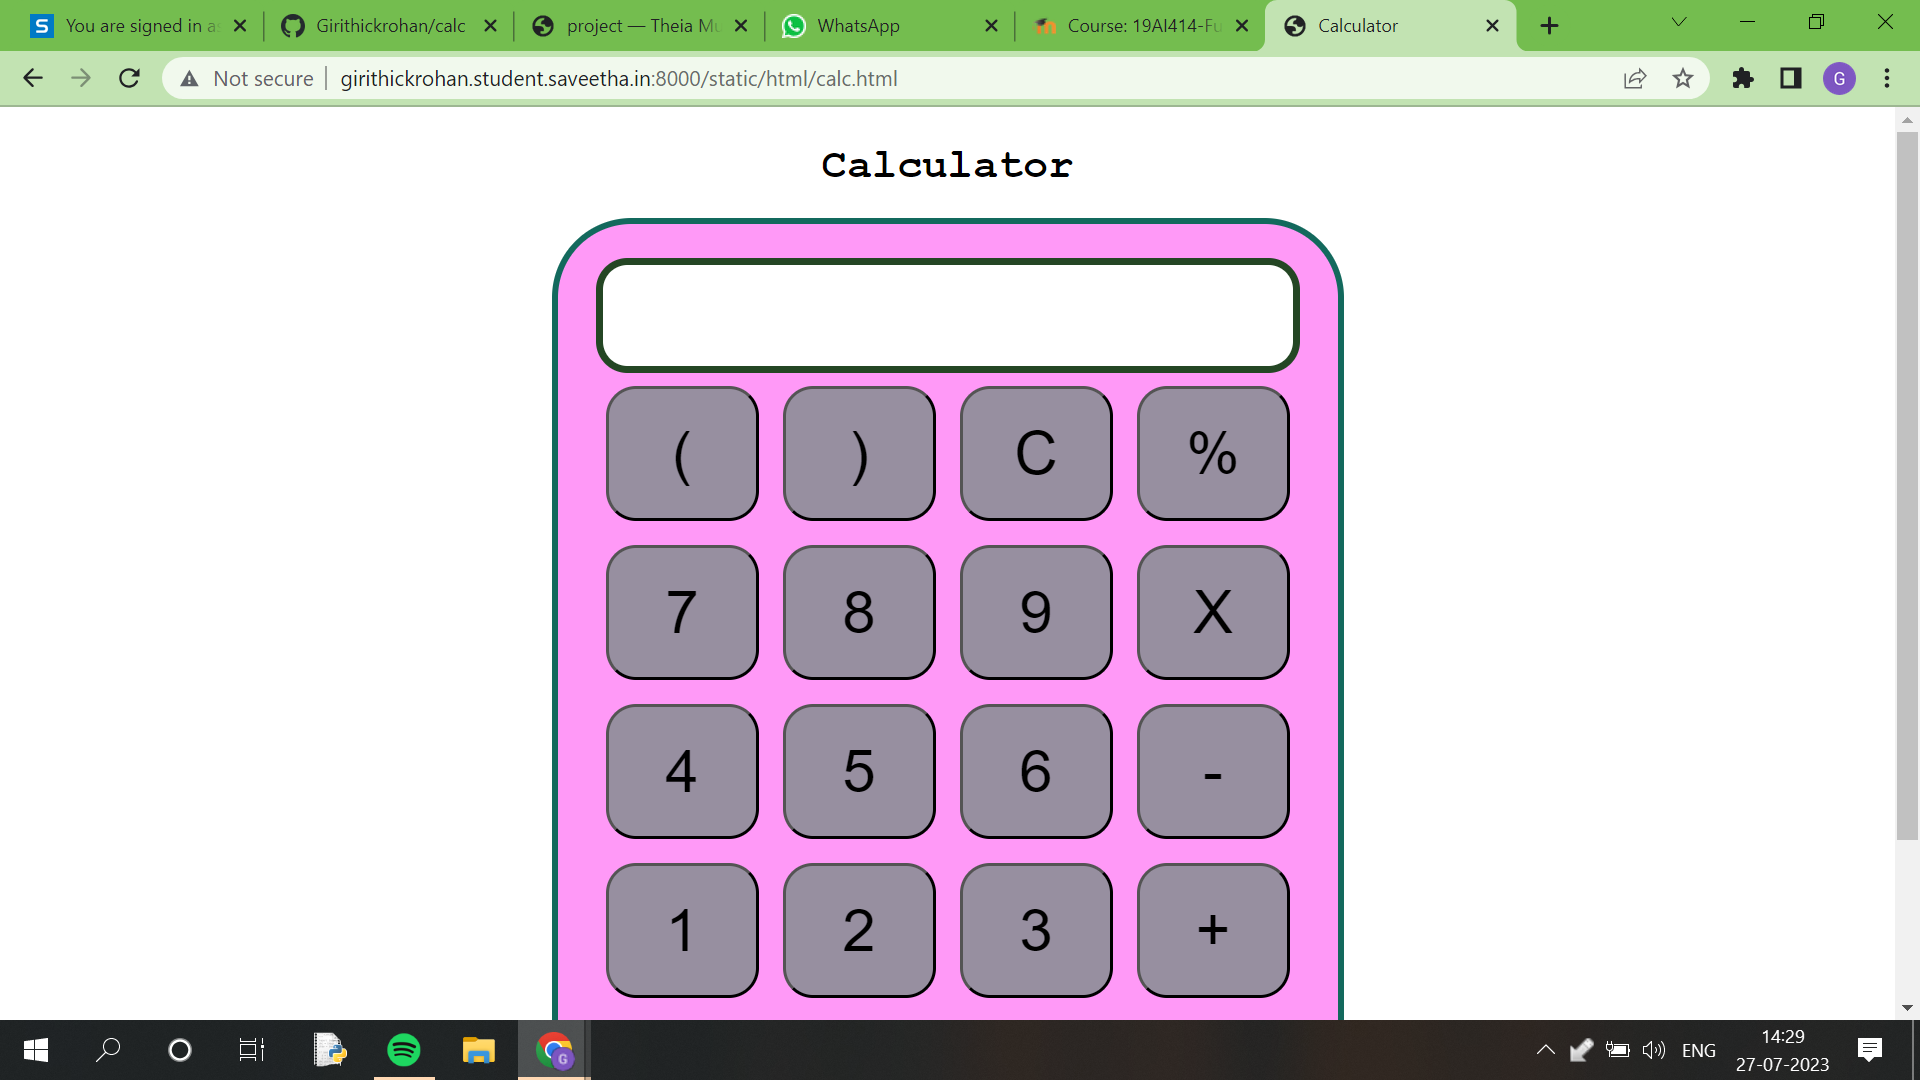 You are signed in as
Girithickrohan/calc
project — Theia Mu
WhatsApp
Course: 19AI414-Fu
Calculator
Not secure
girithickrohan.student.saveetha.in:8000/static/html/calc.html
G
Calculator
( ) C %
7 8 9 X
4 5 6 -
1 2 3 +
G
ENG
14:29
27-07-2023